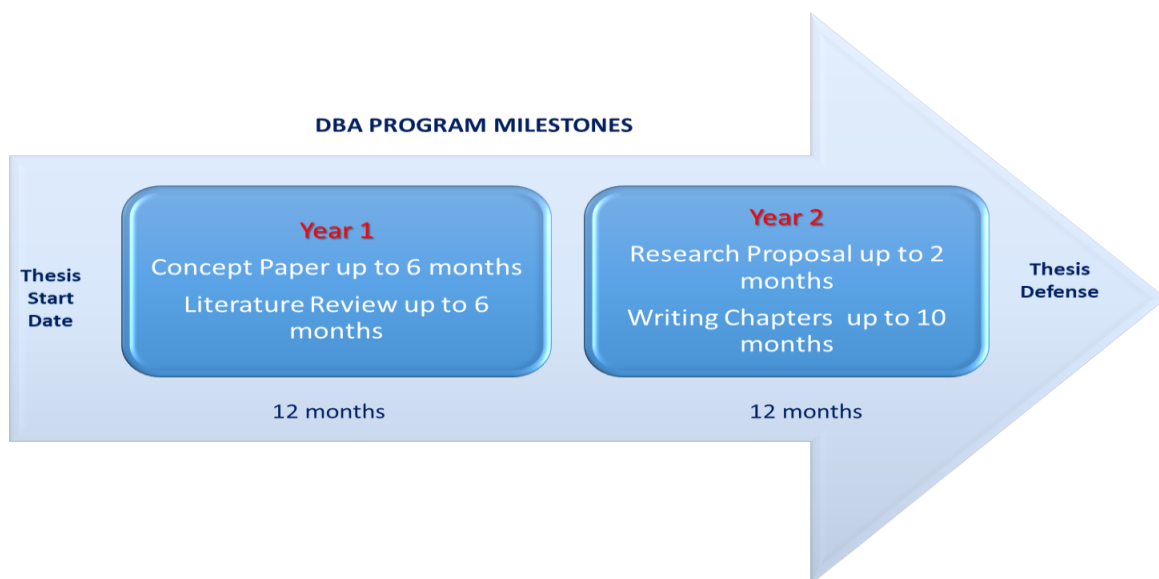 DBA PROGRAM MILESTONES
Thesis
Start
Date
Year 1
Concept Paper up to 6 months
Literature Review up to 6
months
12 months
Year 2
Research Proposal up to 2
months
Writing Chapters up to 10
months
12 months
Thesis
Defense